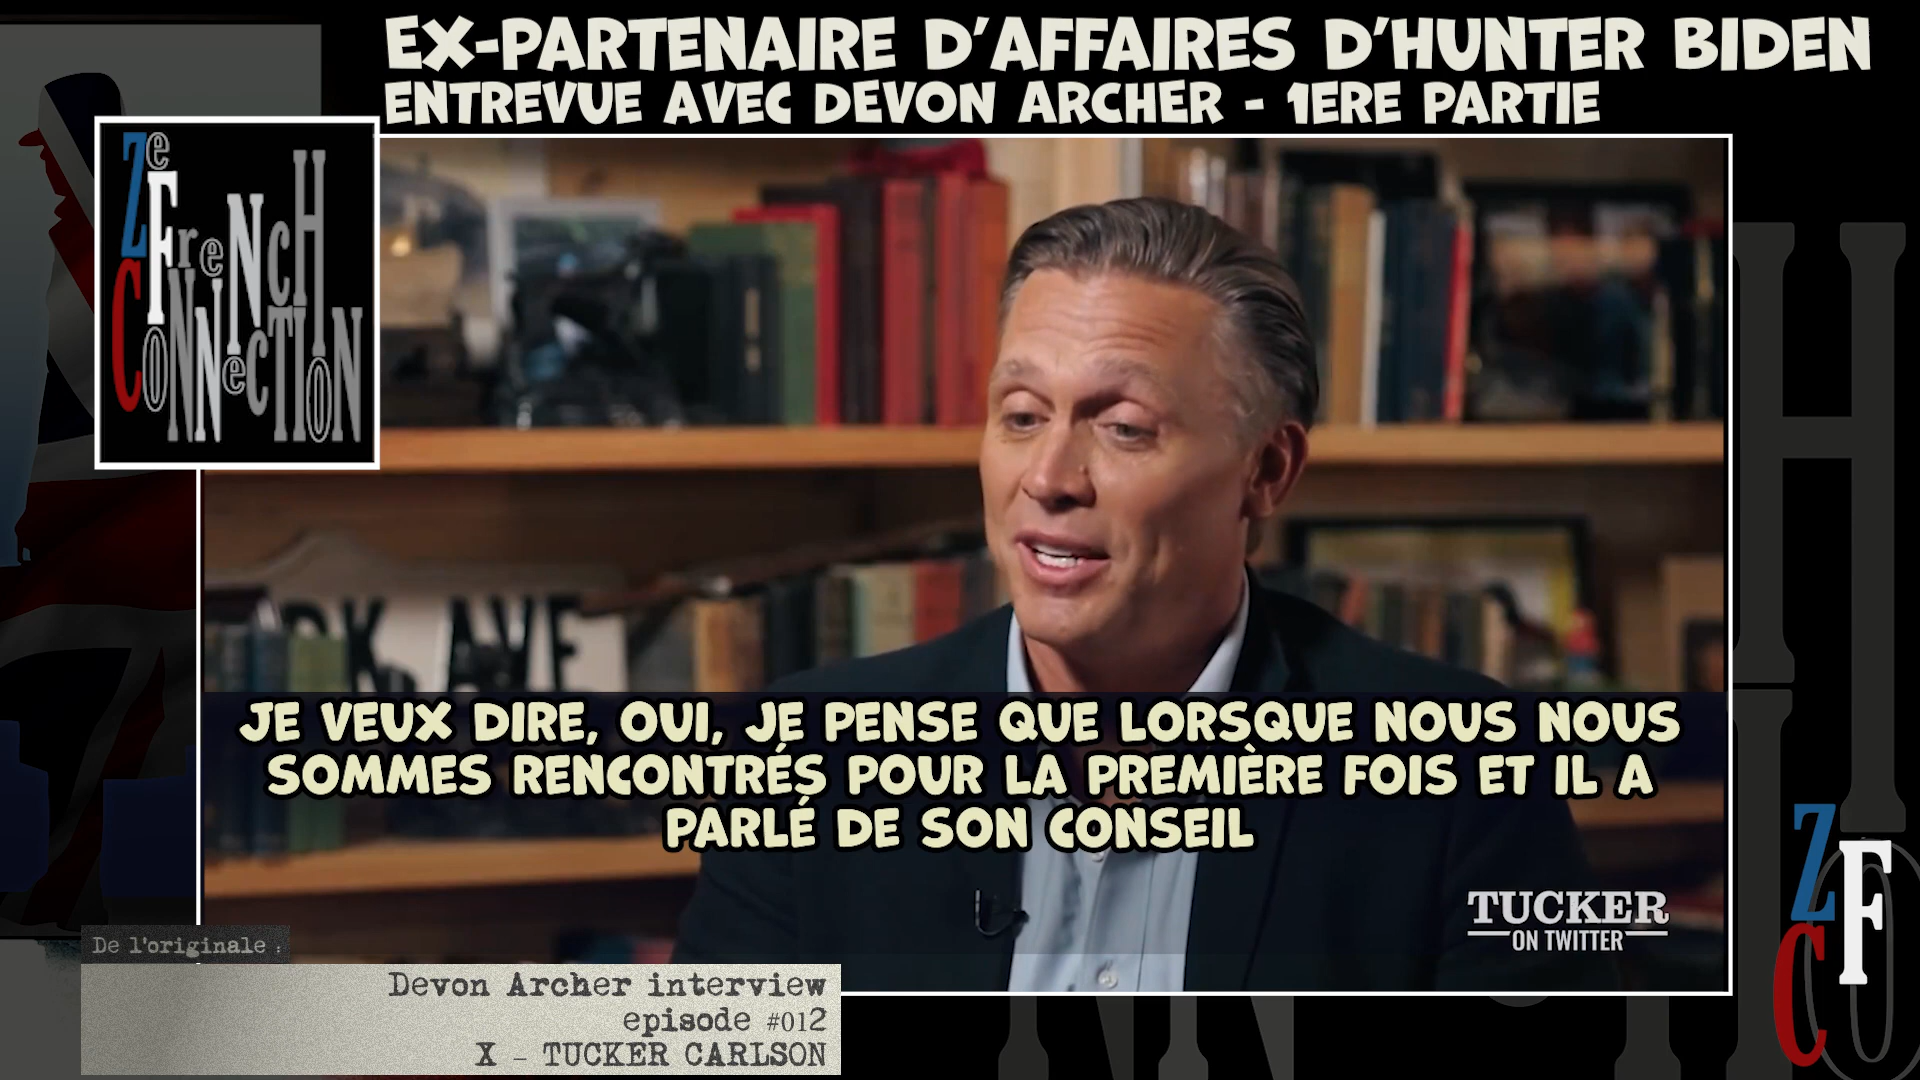 EX-PARTENAIRE D'AFFAIRES D'HUNTER BIDEN
ENTREVUE AVEC DEVON ARCHER - 1ERE PARTIE
Ze
FreNcH
CoNNecTIoN
JE VEUX DIRE, OUI, JE PENSE QUE LORSQUE NOUS NOUS
SOMMES RENCONTRÉS POUR LA PREMIÈRE FOIS ET IL A
PARLÉ DE SON CONSEIL
TUCKER
ON TWITTER
De l'originale :
Devon Archer interview
episode #012
X - TUCKER CARLSON
ZFC